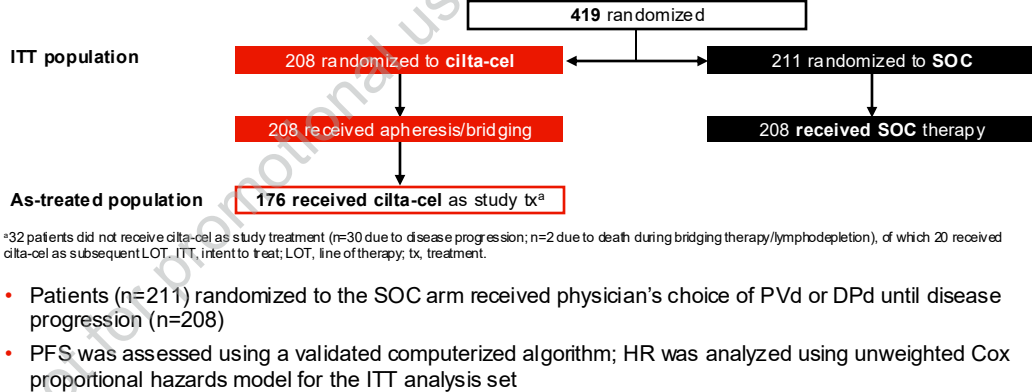 419 randomized
ITT population
208 randomized to cilta-cel
211 randomized to SOC
208 received apheresis/bridging
208 received SOC therapy
As-treated population
176 received cilta-cel as study txᵃ
ᵃ32 patients did not receive cilta-cel as study treatment (n=30 due to disease progression; n=2 due to death during bridging therapy/lymphodepletion), of which 20 received
cilta-cel as subsequent LOT. ITT, intent to treat; LOT, line of therapy; tx, treatment.
• Patients (n=211) randomized to the SOC arm received physician’s choice of PVd or DPd until disease
progression (n=208)
• PFS was assessed using a validated computerized algorithm; HR was analyzed using unweighted Cox
proportional hazards model for the ITT analysis set
for promotional us